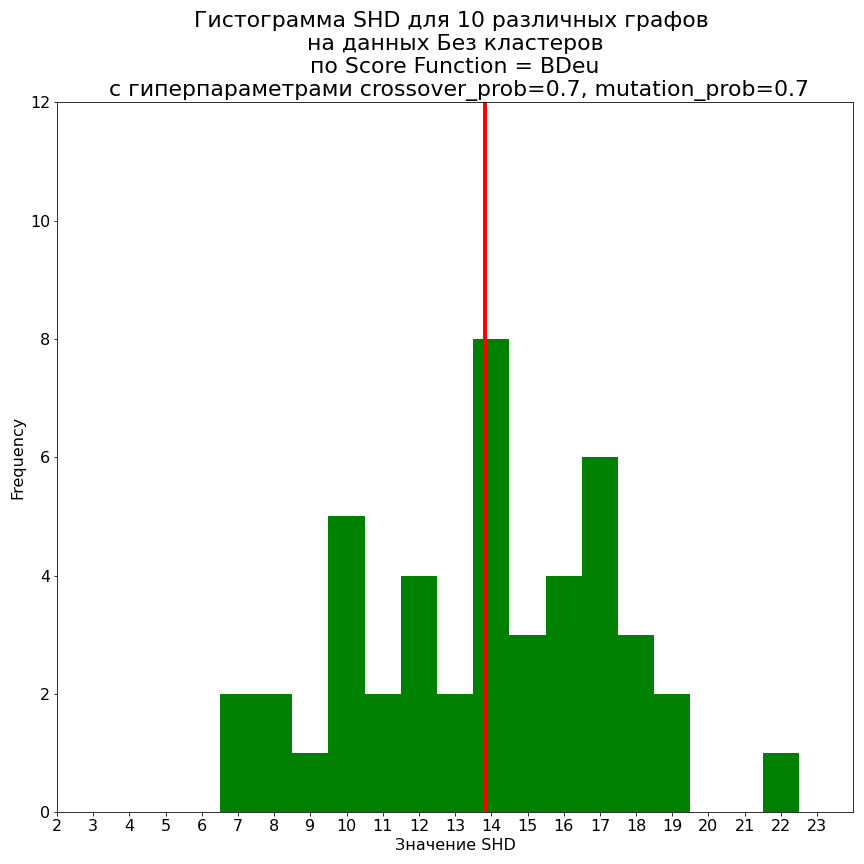 Гистограмма SHD для 10 различных графов
на данных Без кластеров
по Score Function = BDeu
с гиперпараметрами crossover_prob=0.7, mutation_prob=0.7
12
10
8
6
4
2
0
Frequency
2 3 4 5 6 7 8 9 10 11 12 13 14 15 16 17 18 19 20 21 22 23
Значение SHD